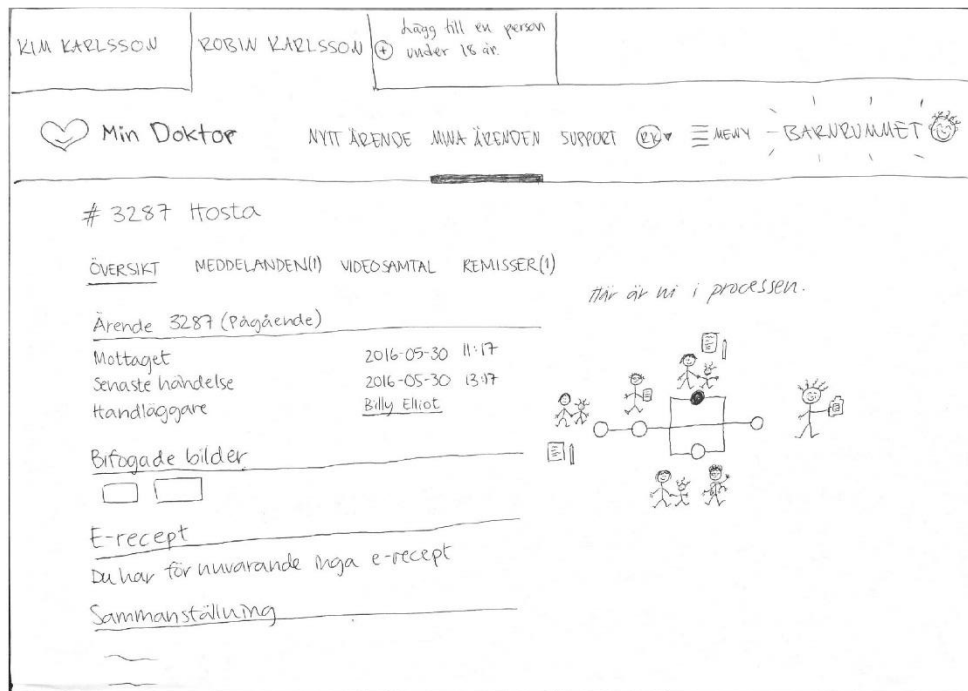 KIM KARLSSON
ROBIN KARLSSON
Lägg till en person
+ under 18 år.
Min Doktor
NYTT ÄRENDE MINA ÄRENDEN SUPPORT RK MENY BARNRUMMET
# 3287 Hosta
ÖVERSIKT MEDDELANDEN(1) VIDEOSAMTAL REMISSER(1)
Här är ni i processen.
Ärende 3287 (Pågående)
Mottaget 2016-05-30 11:17
Senaste händelse 2016-05-30 13:17
Handläggare Billy Elliot
Bifogade bilder
E-recept
Du har för nuvarande inga e-recept
Sammanställning